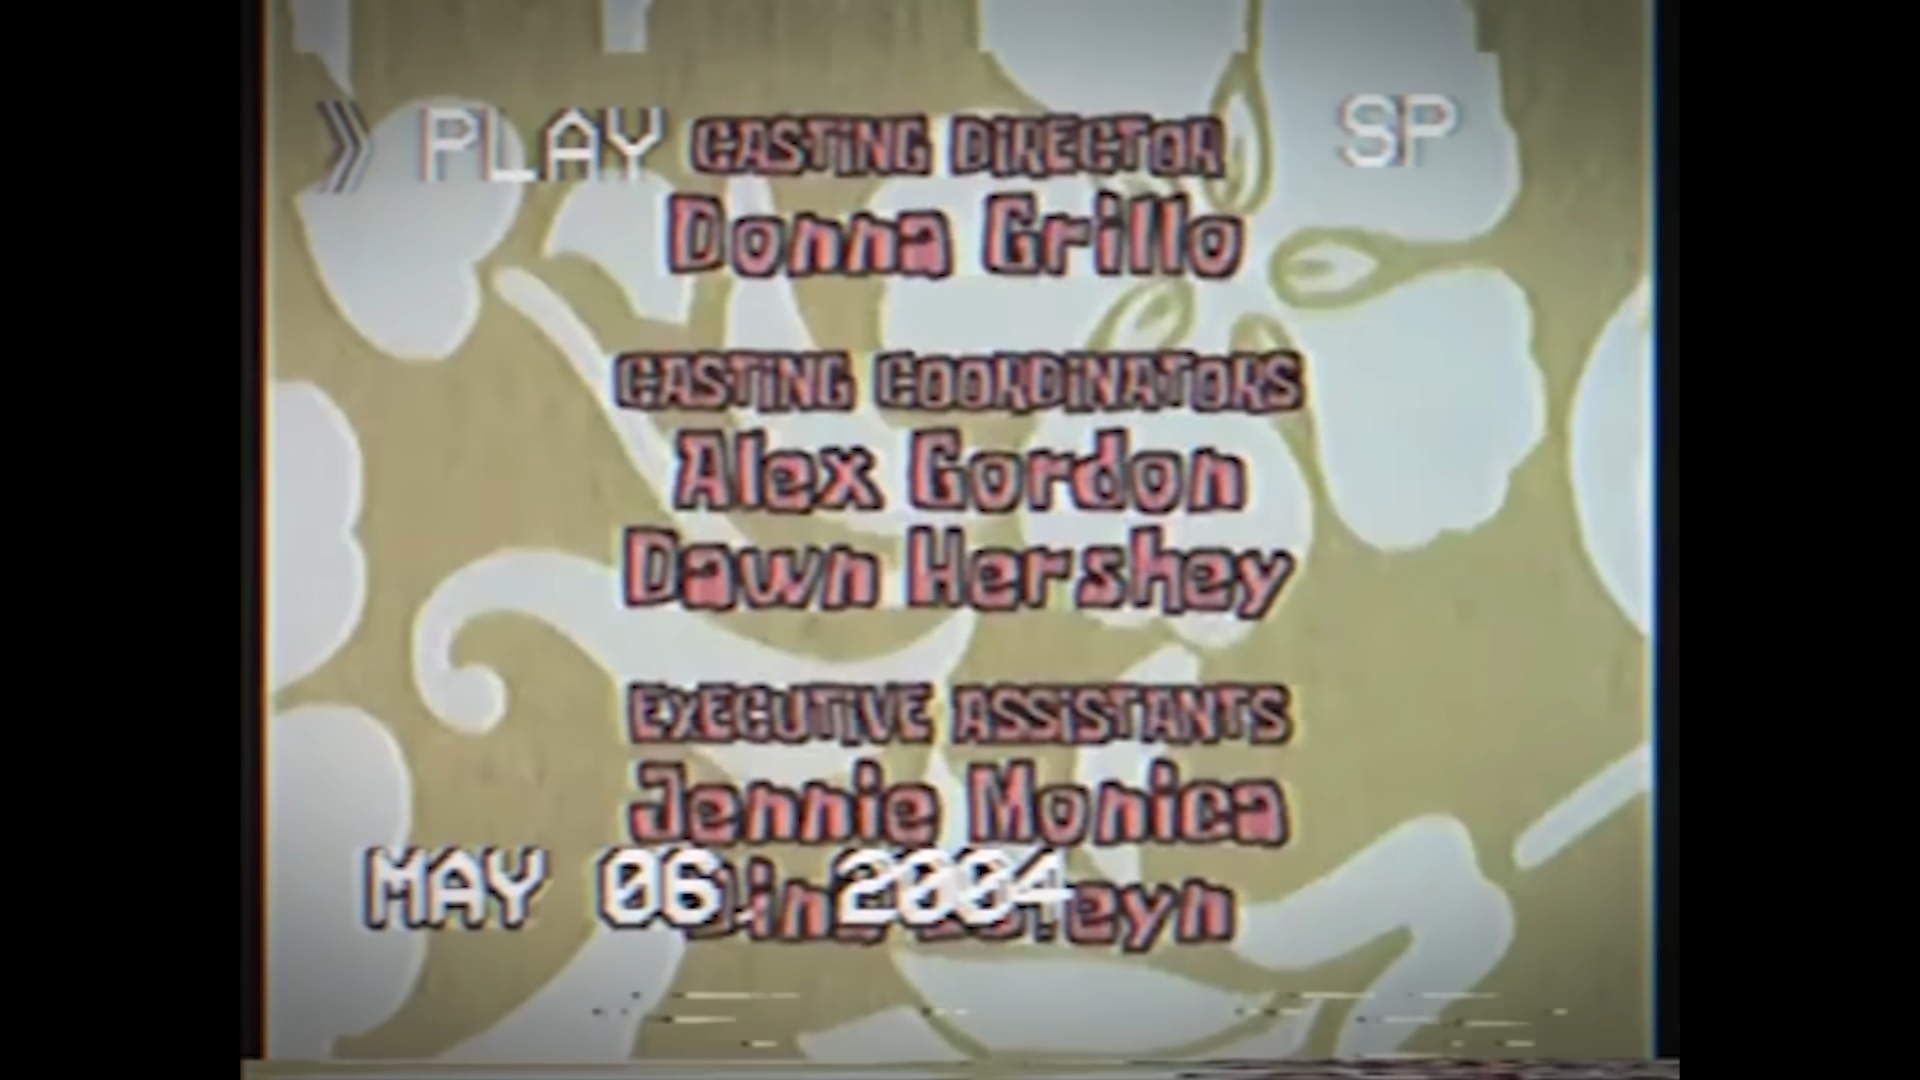 PLAY
SP
CASTiNG DiRECTOR
Donna Grillo
CASTiNG COORDiNATORS
Alex Gordon
Dawn Hershey
EXECUTiVE ASSiSTANTS
Jennie Monica
MAY 06, 2004